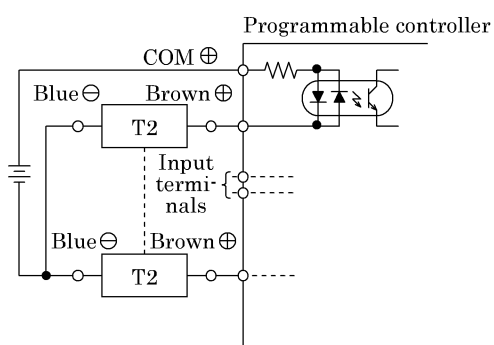 Programmable controller
COM ⊕
Blue ⊖ Brown ⊕
T2
Input
termi-
nals
Blue ⊖ Brown ⊕
T2